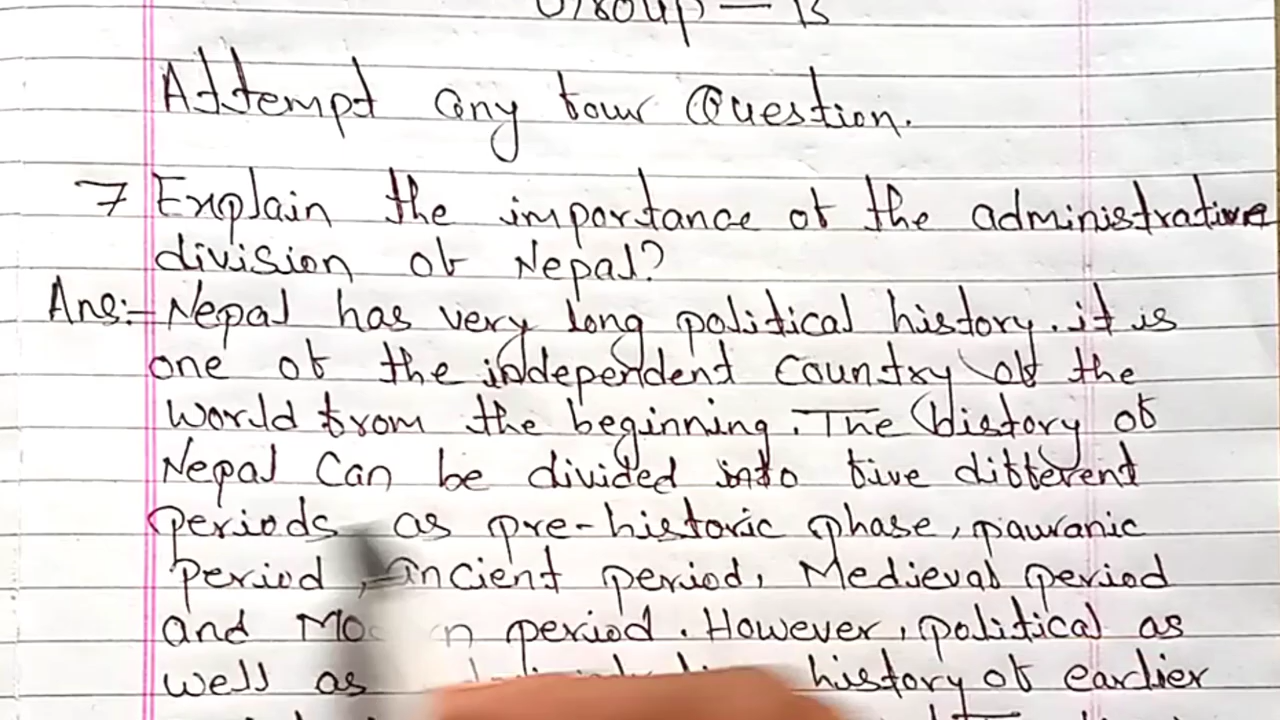 Group - B
Attempt any four Question.
7 Explain the importance of the administrative
division of Nepal?
Ans:- Nepal has very long political history. it is
one of the independent country of the
world from the beginning. The History of
Nepal can be divided into five different
periods as pre-historic phase, pauranic
period, ancient period, Medieval period
and period. However, political as
well as history of earlier